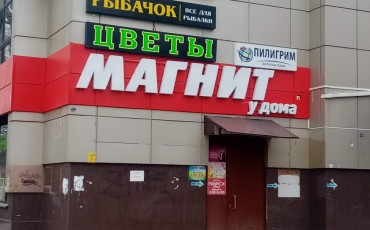 РЫБАЧОК
ВСЕ ДЛЯ
РЫБАЛКИ
ЦВЕТЫ
ПИЛИГРИМ
МАГНИТ
у дома